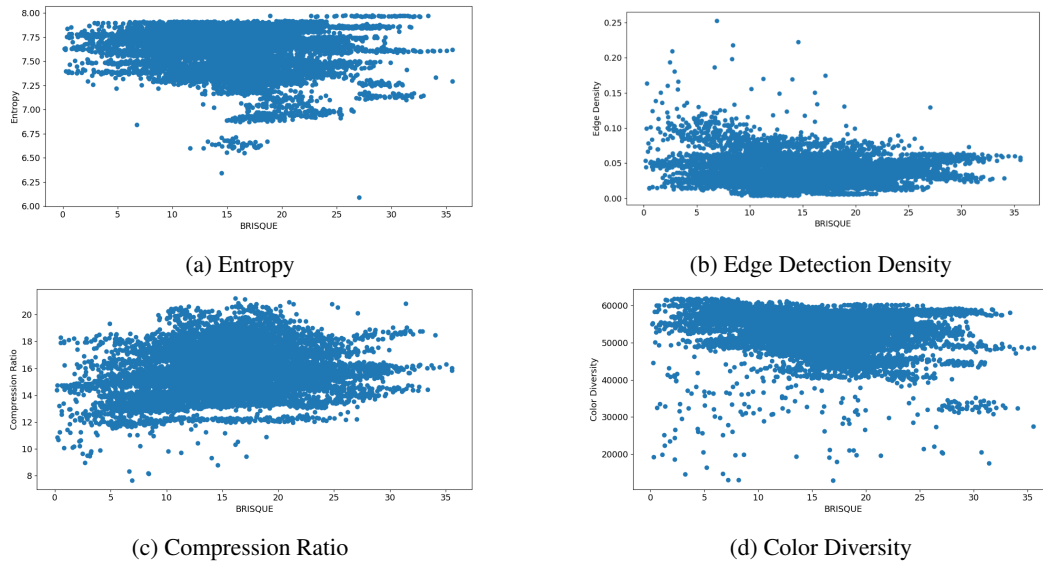 8.00
7.75
7.50
7.25
7.00
6.75
6.50
6.25
6.00
Entropy
0 5 10 15 20 25 30 35
BRISQUE
(a) Entropy
0.25
0.20
0.15
0.10
0.05
0.00
Edge Density
0 5 10 15 20 25 30 35
BRISQUE
(b) Edge Detection Density
20
18
16
14
12
10
8
Compression Ratio
0 5 10 15 20 25 30 35
BRISQUE
(c) Compression Ratio
60000
50000
40000
30000
20000
Color Diversity
0 5 10 15 20 25 30 35
BRISQUE
(d) Color Diversity